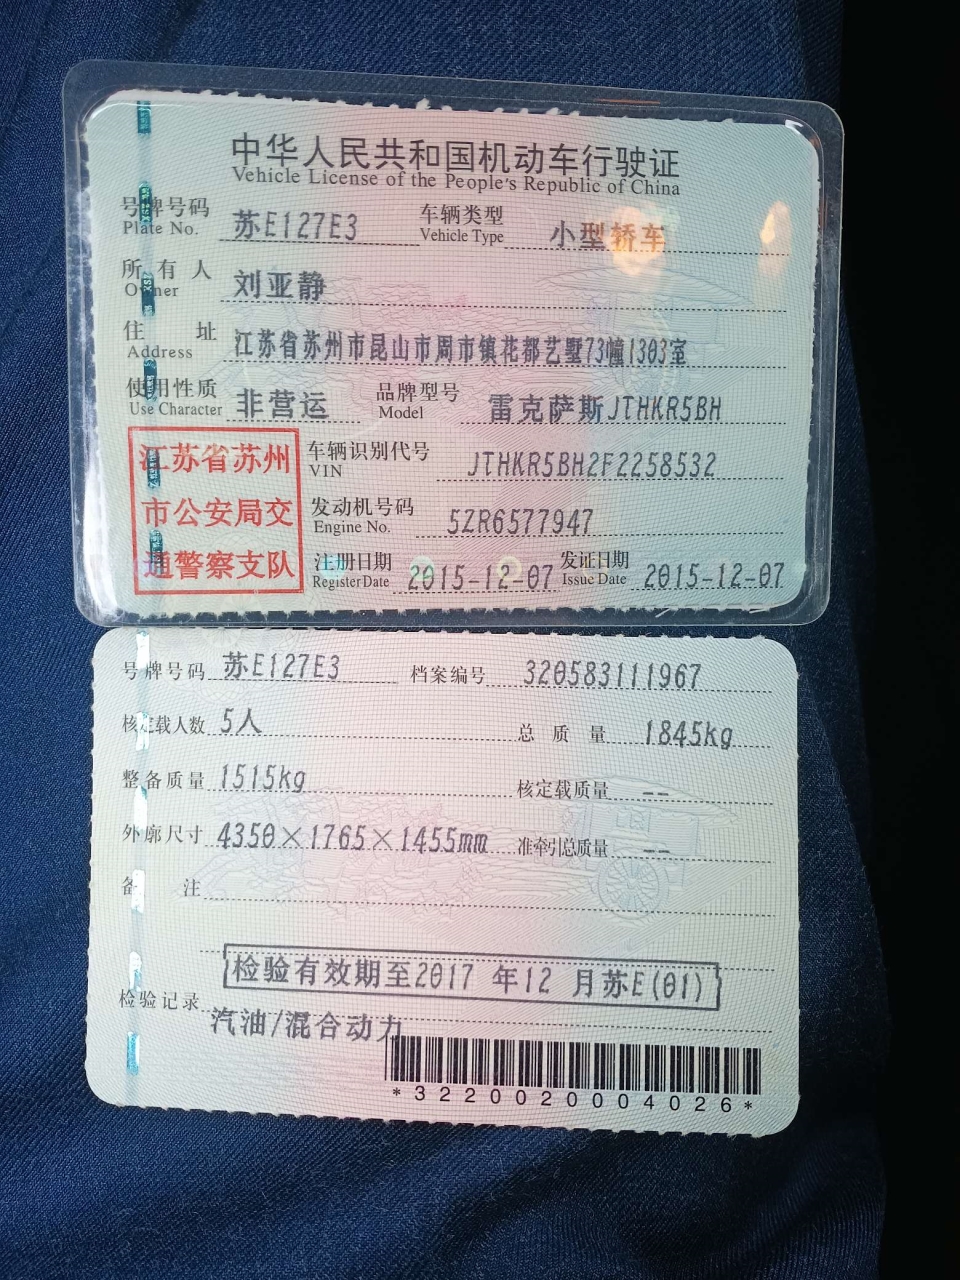 中华人民共和国机动车行驶证
Vehicle License of the People's Republic of China
号牌号码 苏E127E3 车辆类型 小型轿车
Plate No. Vehicle Type
所有人 刘亚静
Owner
住址 江苏省苏州市昆山市周市镇花都艺墅73幢1303室
Address
使用性质 非营运 品牌型号 雷克萨斯JTHKR5BH
Use Character Model
江苏省苏州
市公安局交
通警察支队
车辆识别代号 JTHKR5BH2F2258532
VIN
发动机号码 5ZR6577947
Engine No.
注册日期 2015-12-07 发证日期 2015-12-07
Register Date Issue Date
号牌号码 苏E127E3 档案编号 320583111967
核定载人数 5人 总质量 1845kg
整备质量 1515kg 核定载质量 --
外廓尺寸 4350×1765×1455mm 准牵引总质量 --
备注
检验有效期至2017 年12 月苏E(01)
检验记录
汽油/混合动力
*3220020004026*